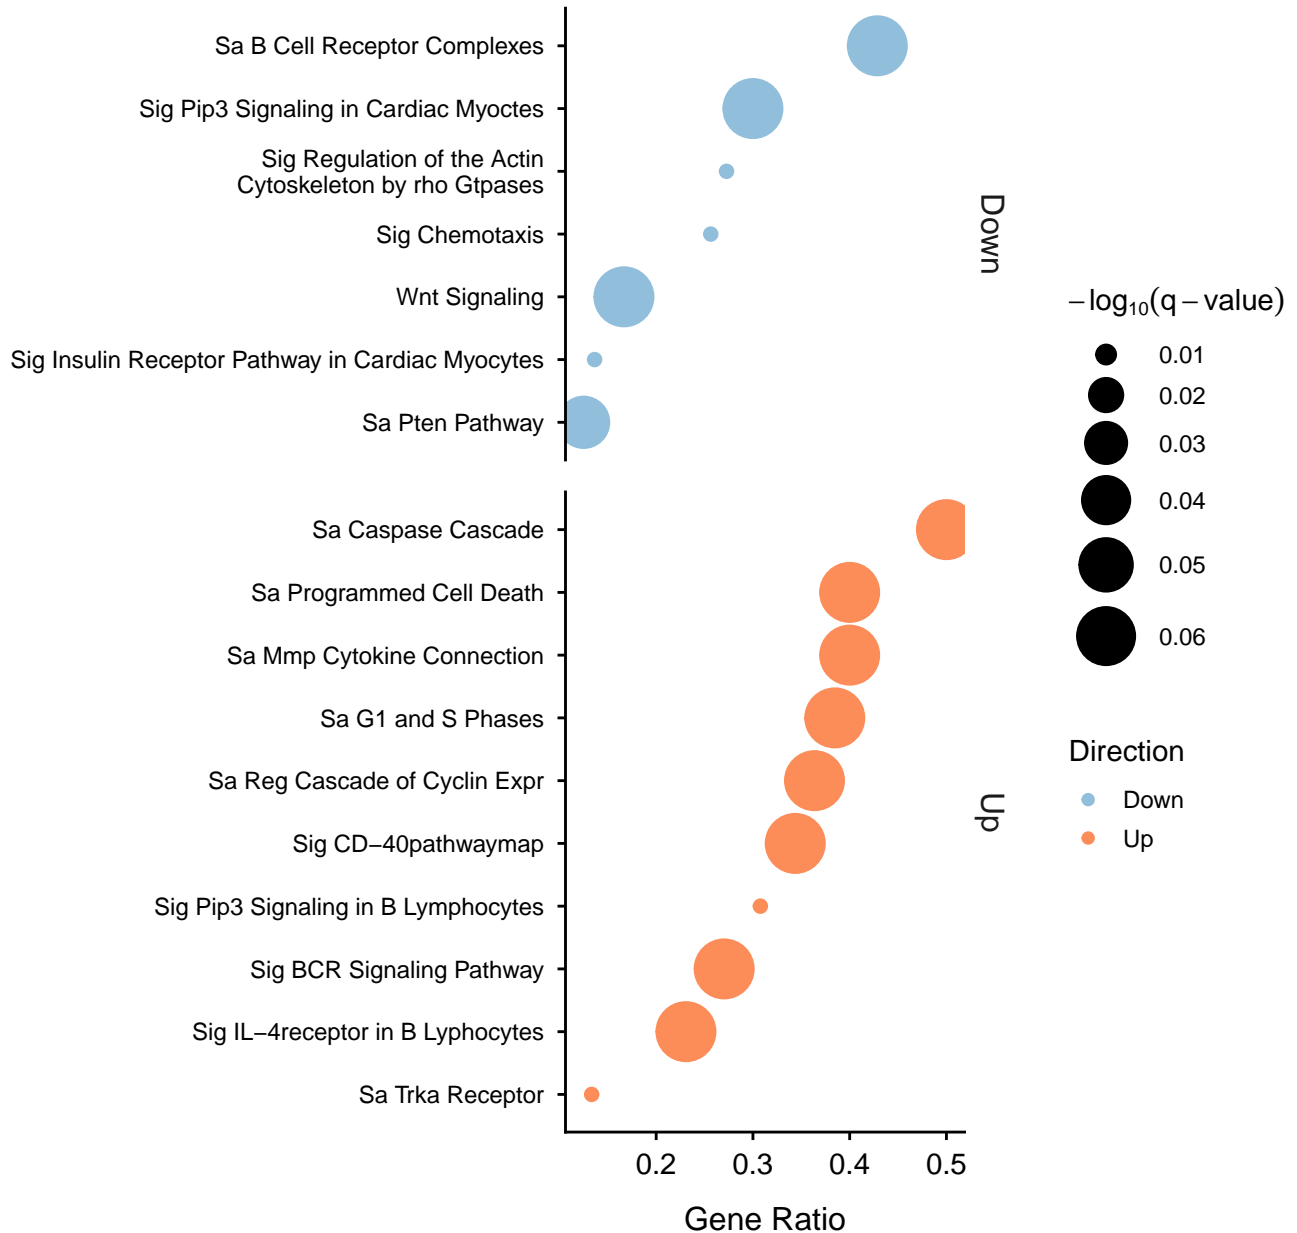 Sa B Cell Receptor Complexes
Sig Pip3 Signaling in Cardiac Myoctes
Sig Regulation of the Actin
Cytoskeleton by rho Gtpases
Sig Chemotaxis
Wnt Signaling
Sig Insulin Receptor Pathway in Cardiac Myocytes
Sa Pten Pathway
Down
Sa Caspase Cascade
Sa Programmed Cell Death
Sa Mmp Cytokine Connection
Sa G1 and S Phases
Sa Reg Cascade of Cyclin Expr
Sig CD−40pathwaymap
Sig Pip3 Signaling in B Lymphocytes
Sig BCR Signaling Pathway
Sig IL−4receptor in B Lyphocytes
Sa Trka Receptor
Up
0.2 0.3 0.4 0.5
Gene Ratio
−log₁₀(q−value)
0.01
0.02
0.03
0.04
0.05
0.06
Direction
Down
Up